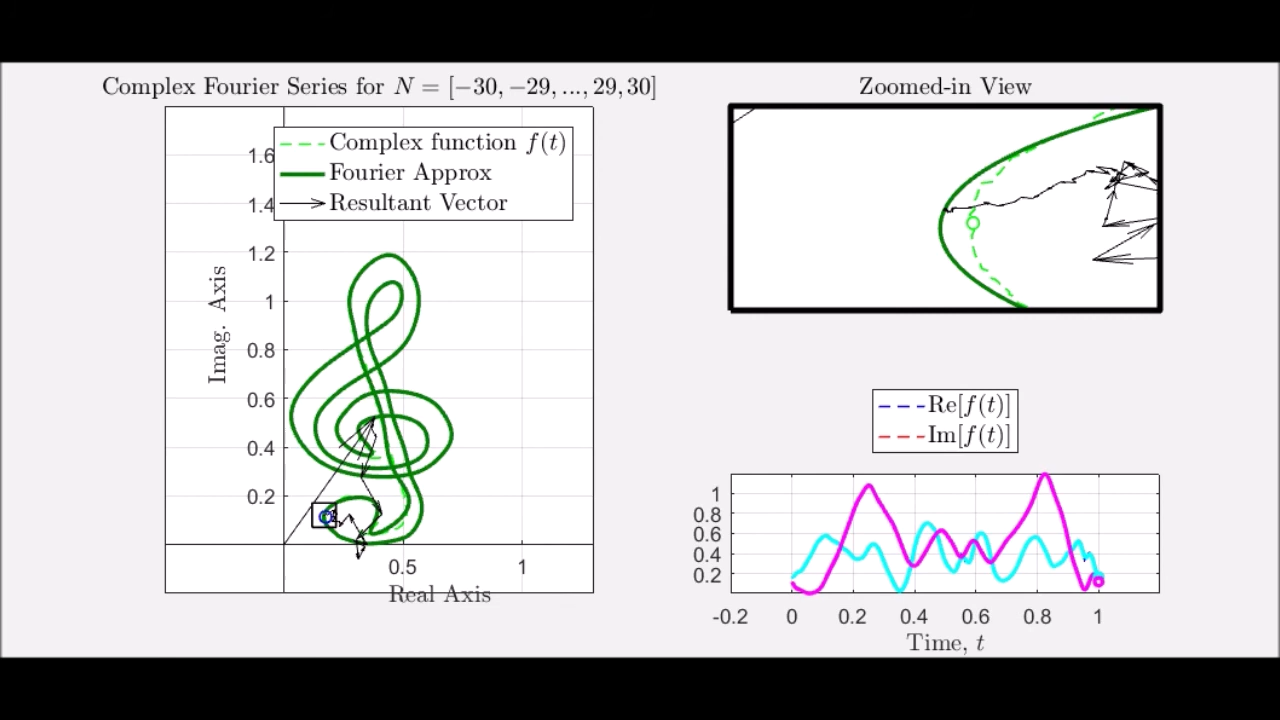 Complex Fourier Series for N = [−30, −29, ..., 29, 30]
Complex function f(t)
Fourier Approx
Resultant Vector
1.6
1.4
1.2
1
0.8
0.6
0.4
0.2
0.5
1
Imag. Axis
Real Axis
Zoomed-in View
Re[f(t)]
Im[f(t)]
1
0.8
0.6
0.4
0.2
-0.2
0
0.2
0.4
0.6
0.8
1
Time, t